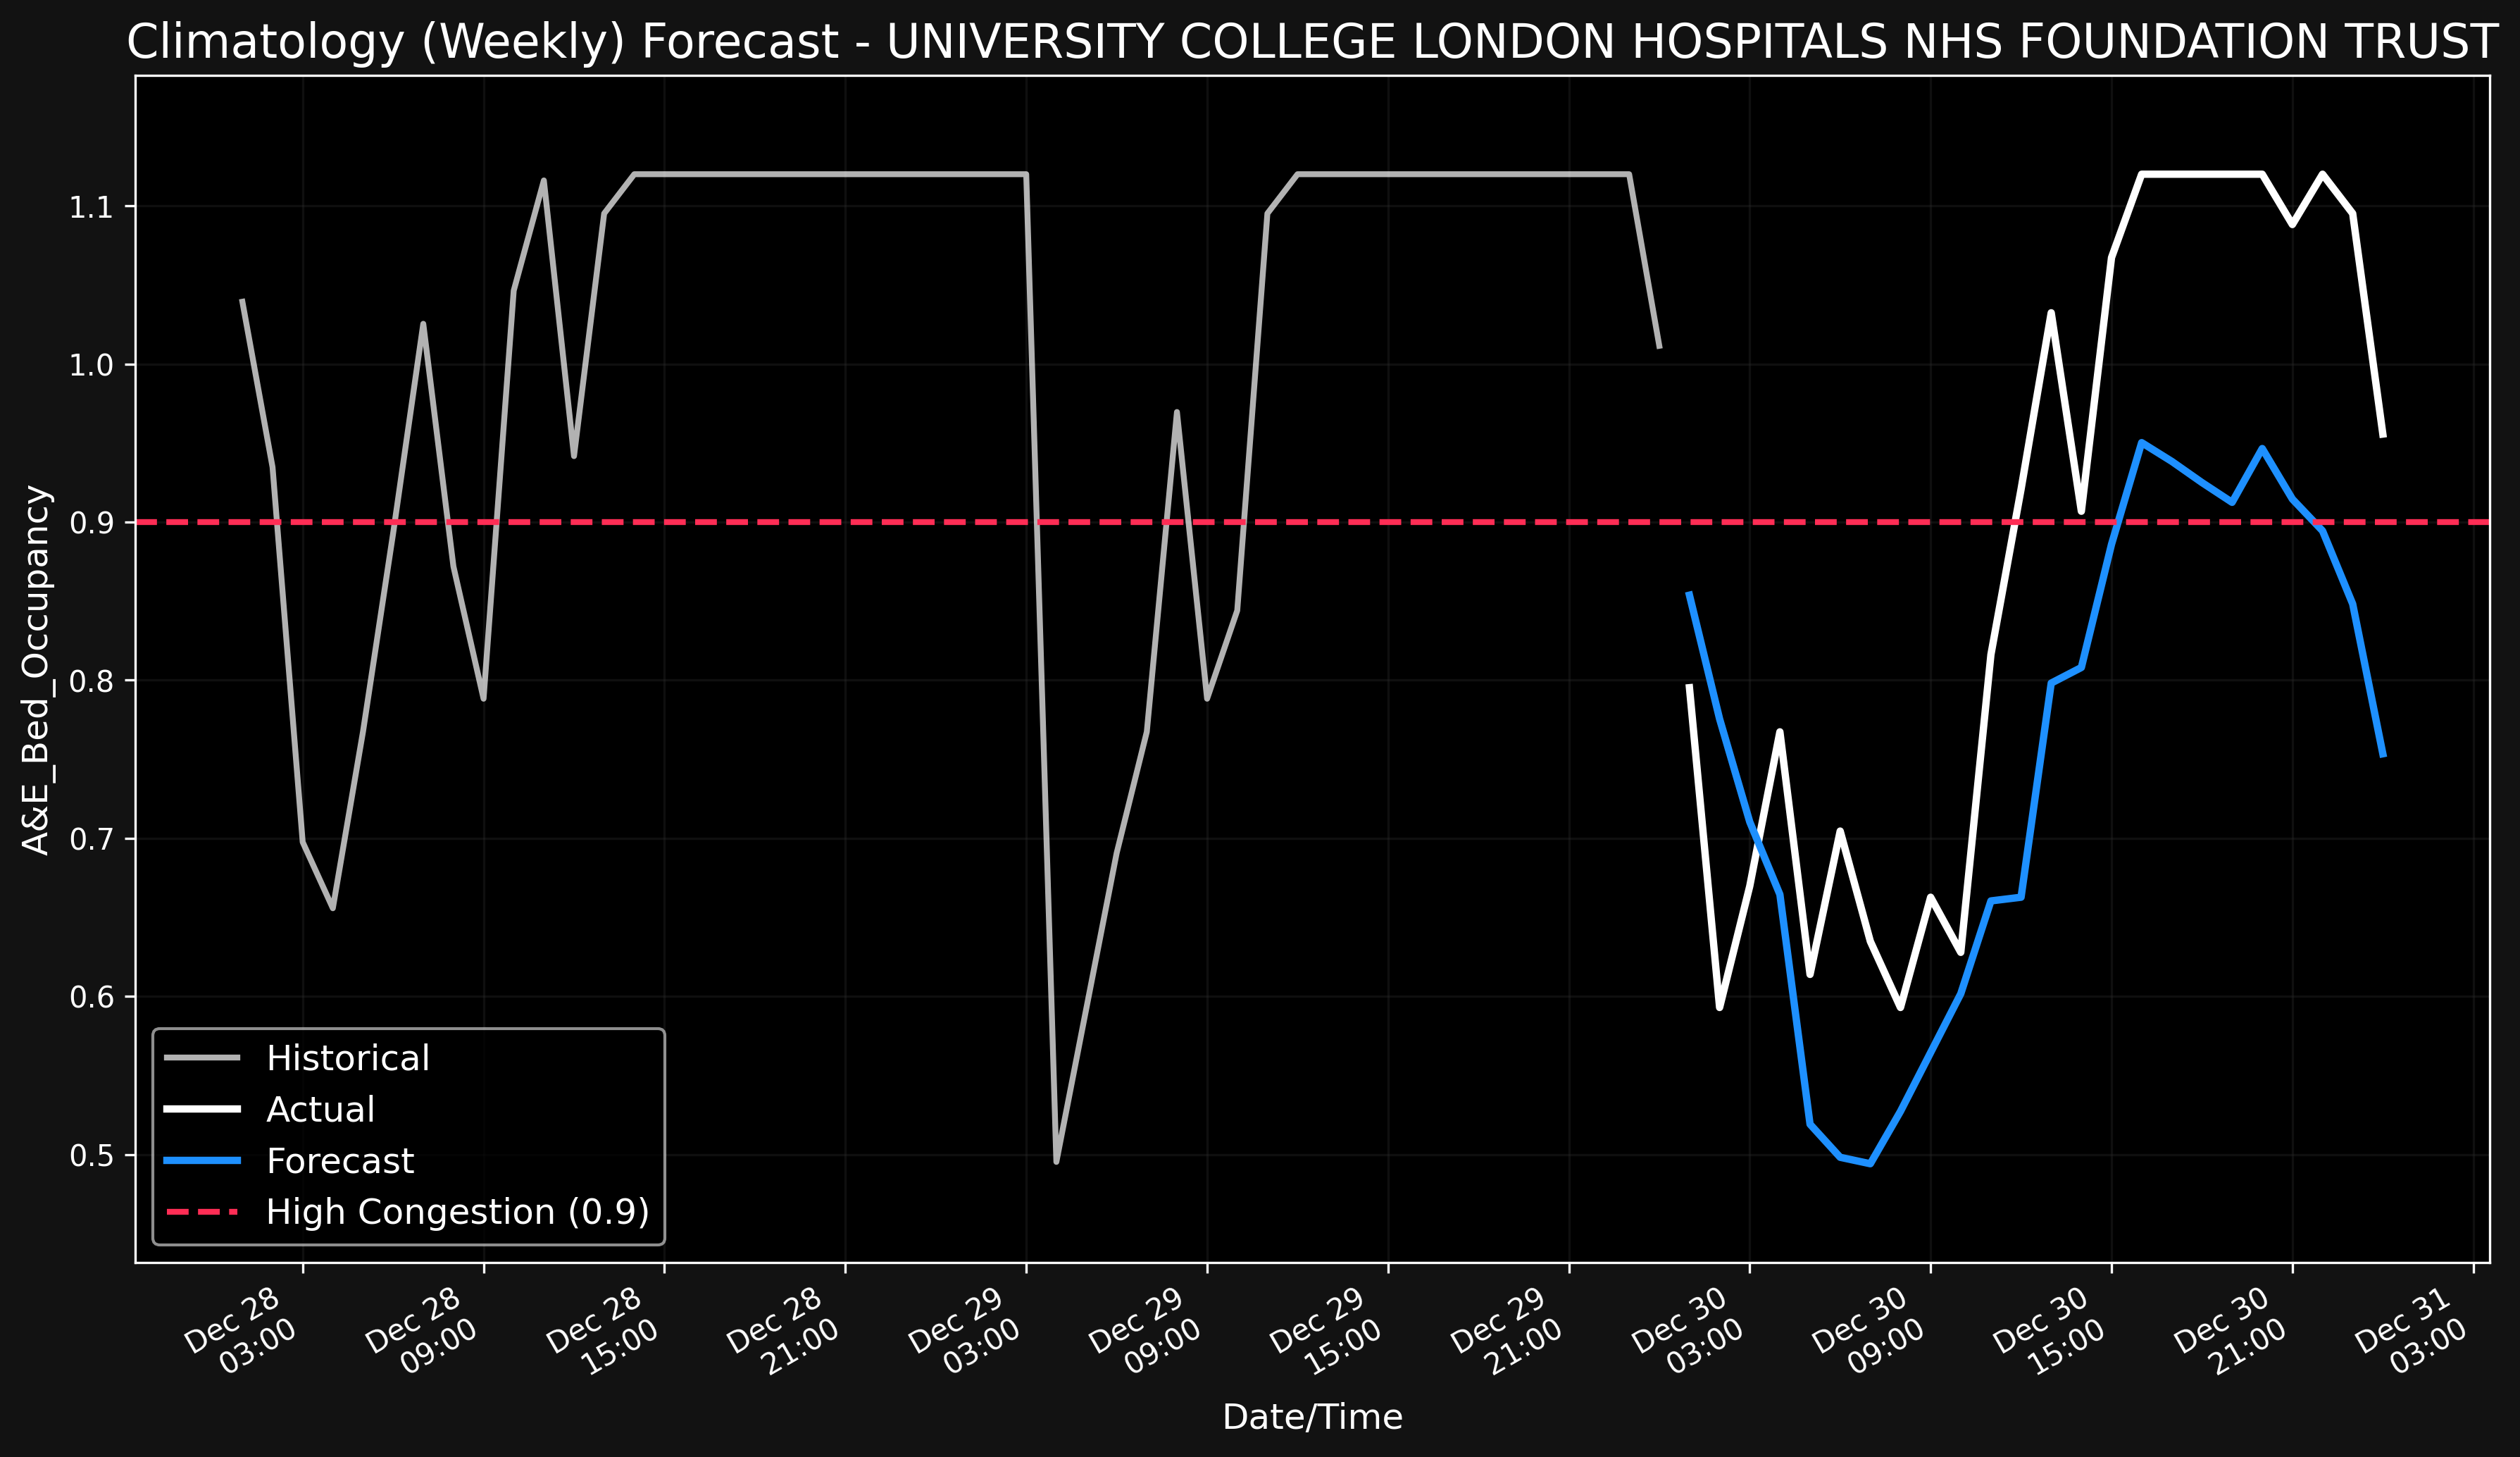 Climatology (Weekly) Forecast - UNIVERSITY COLLEGE LONDON HOSPITALS NHS FOUNDATION TRUST
A&E_Bed_Occupancy
1.1
1.0
0.9
0.8
0.7
0.6
0.5
Historical
Actual
Forecast
High Congestion (0.9)
Dec 28
03:00
Dec 28
09:00
Dec 28
15:00
Dec 28
21:00
Dec 29
03:00
Dec 29
09:00
Dec 29
15:00
Dec 29
21:00
Dec 30
03:00
Dec 30
09:00
Dec 30
15:00
Dec 30
21:00
Dec 31
03:00
Date/Time